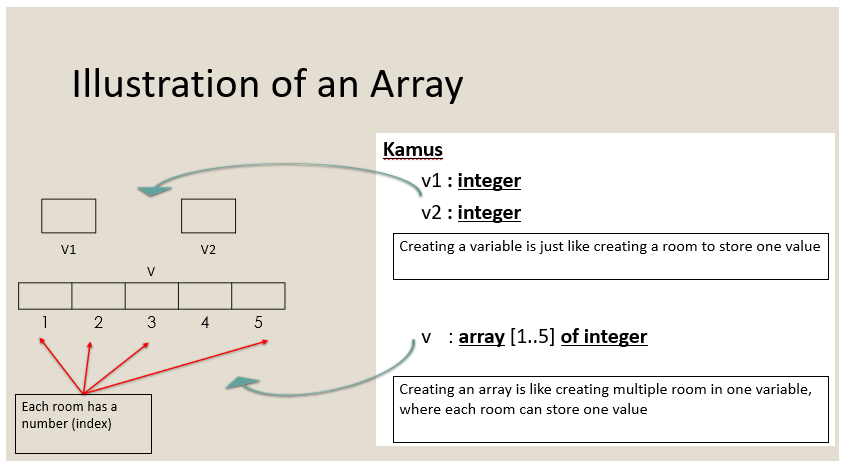 Illustration of an Array
Kamus
v1 : integer
v2 : integer
Creating a variable is just like creating a room to store one value
V1 V2
V
1 2 3 4 5
v : array [1..5] of integer
Creating an array is like creating multiple room in one variable,
where each room can store one value
Each room has a
number (index)